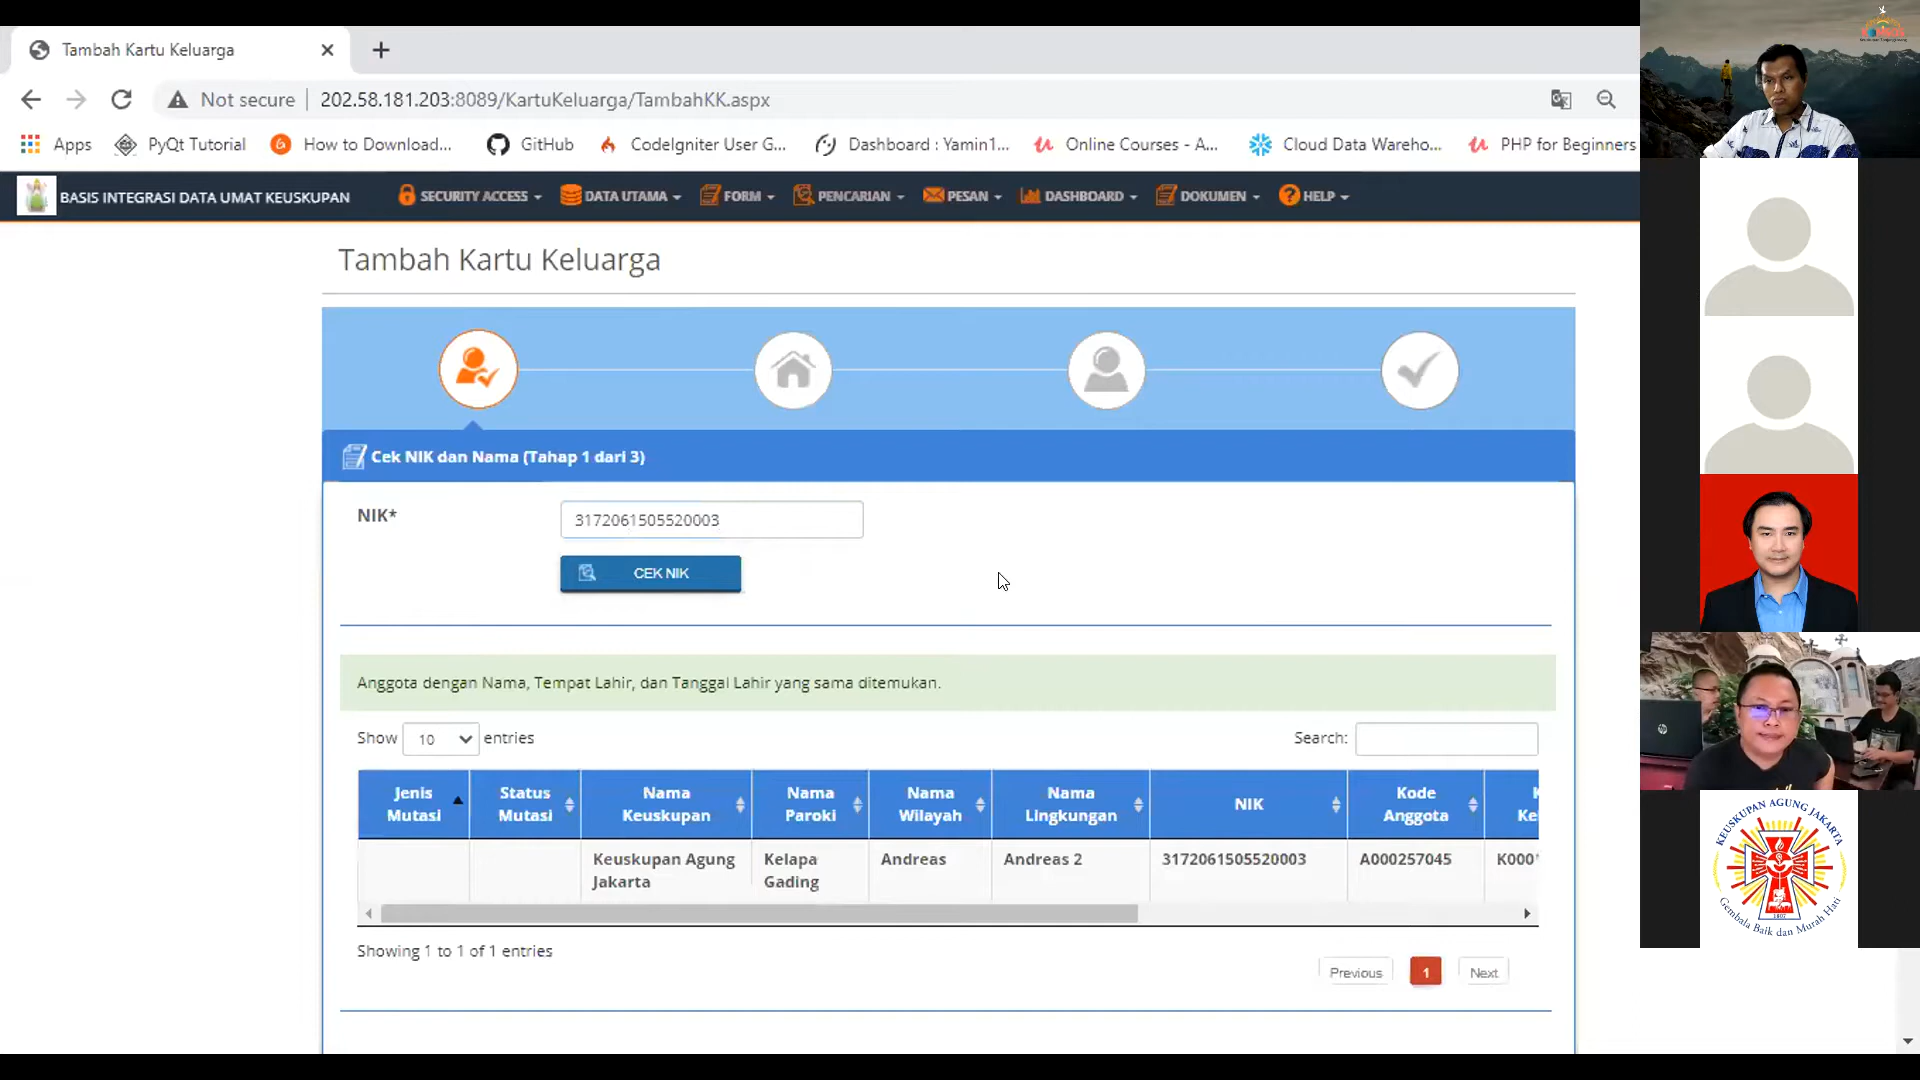 Tambah Kartu Keluarga
Not secure
202.58.181.203:8089/KartuKeluarga/TambahKK.aspx
Apps
PyQt Tutorial
How to Download...
GitHub
CodeIgniter User G...
Dashboard : Yamin1...
Online Courses - A...
Cloud Data Wareho...
PHP for Beginners
BASIS INTEGRASI DATA UMAT KEUSKUPAN
SECURITY ACCESS
DATA UTAMA
FORM
PENCARIAN
PESAN
DASHBOARD
DOKUMEN
HELP
Tambah Kartu Keluarga
Cek NIK dan Nama (Tahap 1 dari 3)
NIK*
3172061505520003
CEK NIK
Anggota dengan Nama, Tempat Lahir, dan Tanggal Lahir yang sama ditemukan.
Show 10 entries
Search:
Jenis Mutasi
Status Mutasi
Nama Keuskupan
Nama Paroki
Nama Wilayah
Nama Lingkungan
NIK
Kode Anggota
Keuskupan Agung Jakarta
Kelapa Gading
Andreas
Andreas 2
3172061505520003
A000257045
K000
Showing 1 to 1 of 1 entries
Previous
1
Next
KEUSKUPAN AGUNG JAKARTA
1807
Gembala Baik dan Murah Hati